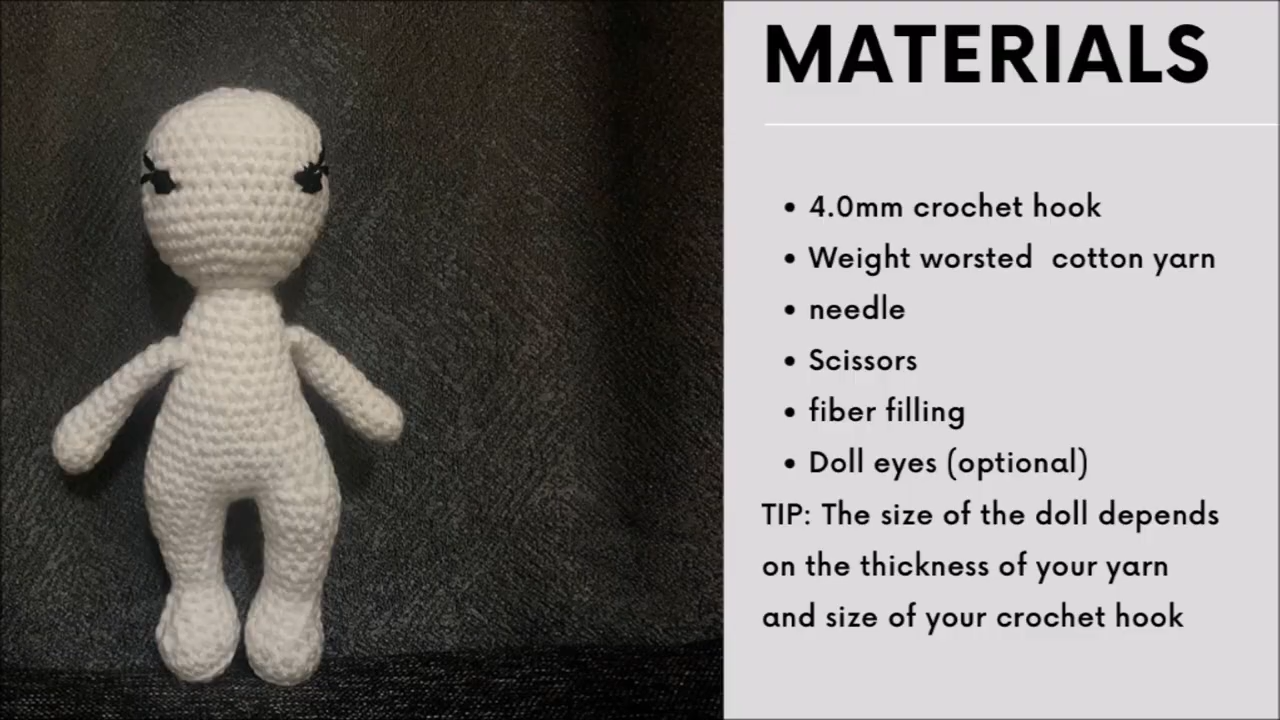 MATERIALS
• 4.0mm crochet hook
• Weight worsted  cotton yarn
• needle
• Scissors
• fiber filling
• Doll eyes (optional)
TIP: The size of the doll depends
on the thickness of your yarn
and size of your crochet hook